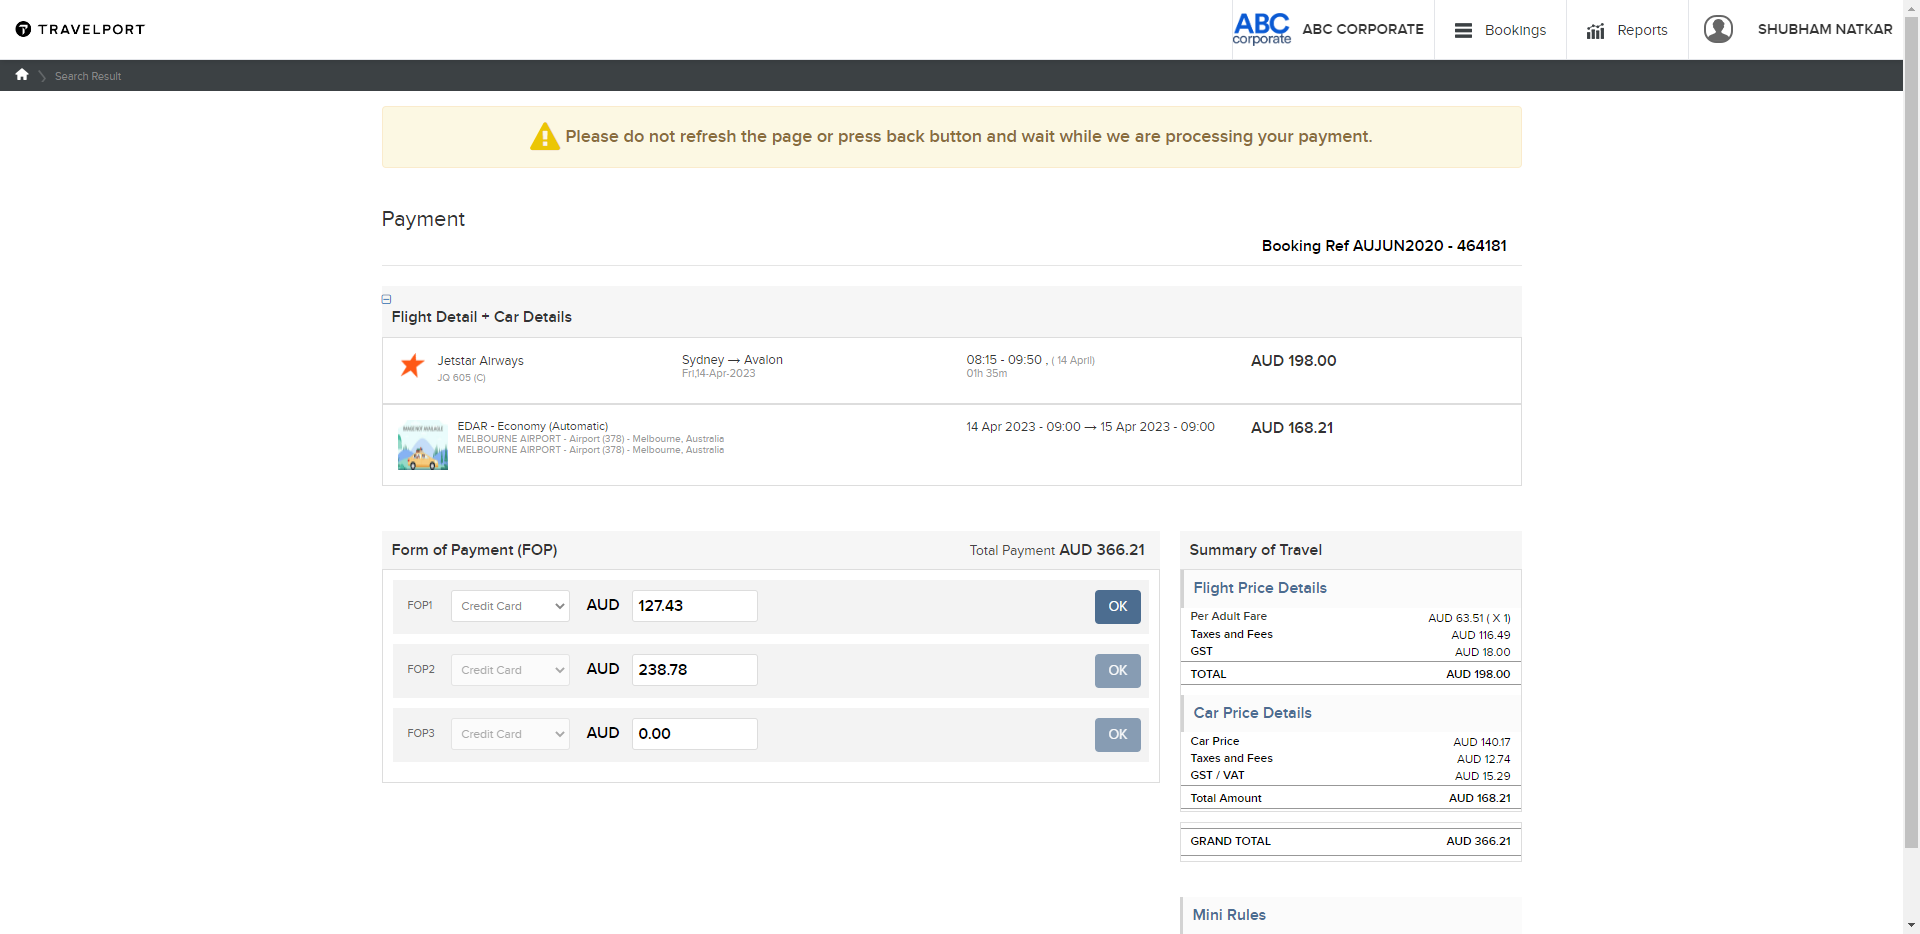 TRAVELPORT
ABC
corporate
ABC CORPORATE
Bookings
Reports
SHUBHAM NATKAR
Search Result
Please do not refresh the page or press back button and wait while we are processing your payment.
Payment
Booking Ref AUJUN2020 - 464181
Flight Detail + Car Details
Jetstar Airways
JQ 605 (C)
Sydney → Avalon
Fri,14-Apr-2023
08:15 - 09:50 , ( 14 April)
01h 35m
AUD 198.00
IMAGE NOT AVAILABLE
EDAR - Economy (Automatic)
MELBOURNE AIRPORT - Airport (378) - Melbourne, Australia
MELBOURNE AIRPORT - Airport (378) - Melbourne, Australia
14 Apr 2023 - 09:00 → 15 Apr 2023 - 09:00
AUD 168.21
Form of Payment (FOP)
Total Payment AUD 366.21
FOP1 Credit Card AUD 127.43 OK
FOP2 Credit Card AUD 238.78 OK
FOP3 Credit Card AUD 0.00 OK
Summary of Travel
Flight Price Details
Per Adult Fare AUD 63.51 ( X 1)
Taxes and Fees AUD 116.49
GST AUD 18.00
TOTAL AUD 198.00
Car Price Details
Car Price AUD 140.17
Taxes and Fees AUD 12.74
GST / VAT AUD 15.29
Total Amount AUD 168.21
GRAND TOTAL AUD 366.21
Mini Rules